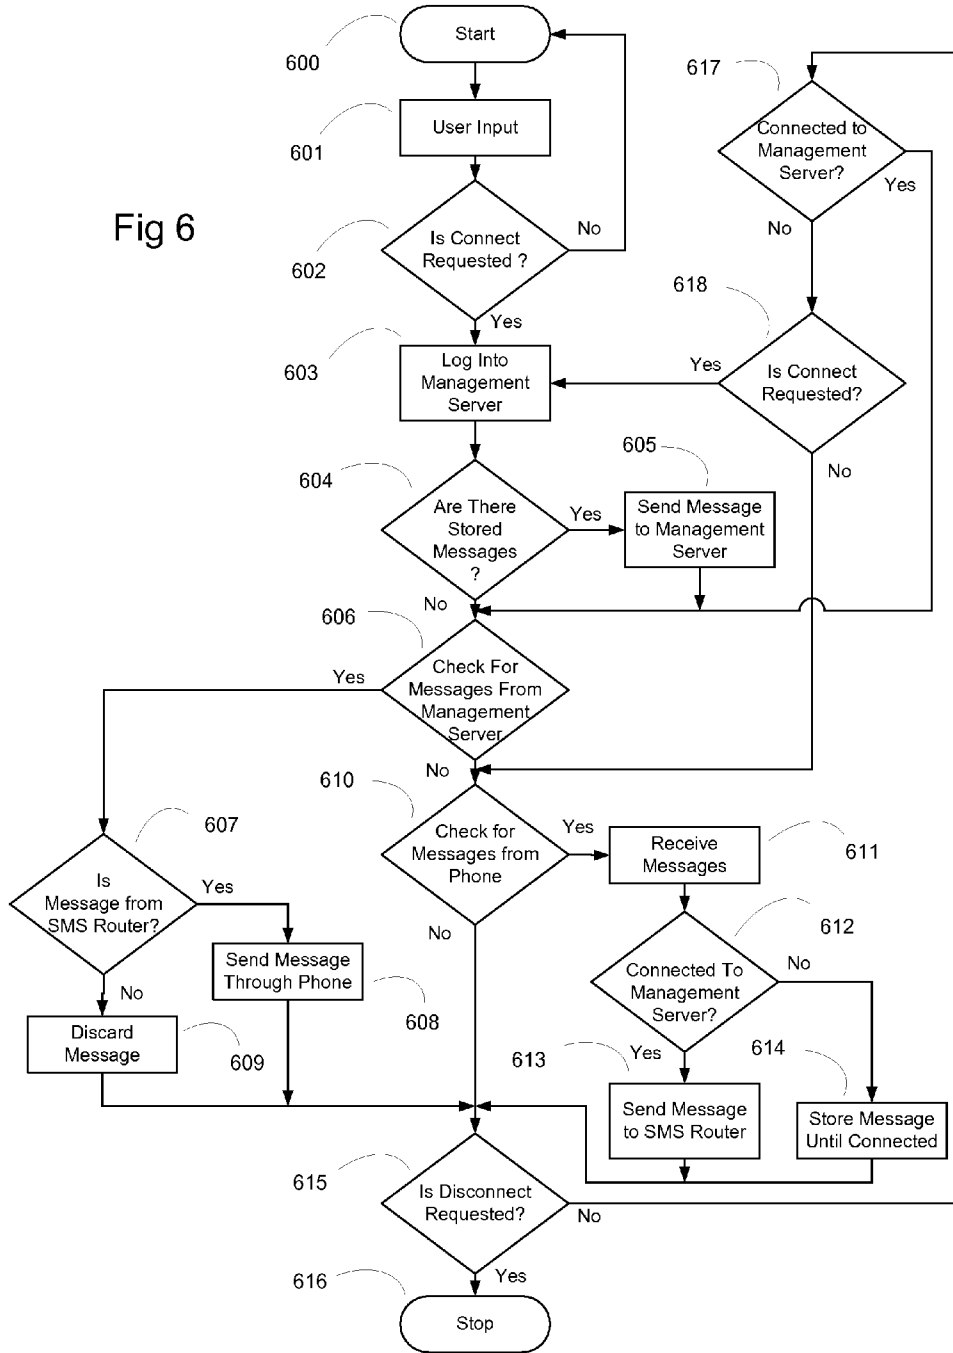 Start
600
617
User Input
601
Connected to
Management
Server?
Yes
Fig 6
No
Is Connect
Requested ?
602
No
618
Yes
603
Log Into
Management
Server
Yes
Is Connect
Requested?
605
No
604
Are There
Stored
Messages
?
Yes
Send Message
to Management
Server
No
606
Check For
Messages From
Management
Server
Yes
No
610
607
Check for
Messages from
Phone
Yes
Receive
Messages
611
Is
Message from
SMS Router?
Yes
No
612
Send Message
Through Phone
Connected To
Management
Server?
No
No
608
Discard
Message
609
Yes
613
614
Send Message
to SMS Router
Store Message
Until Connected
615
Is Disconnect
Requested?
No
Yes
616
Stop